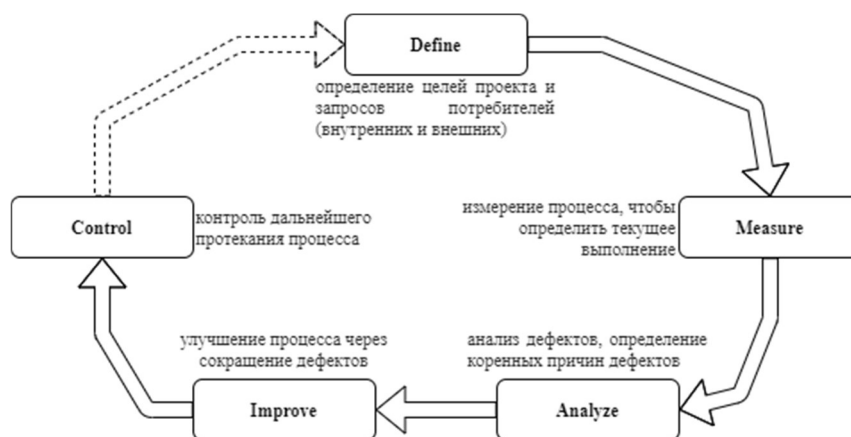 Define
определение целей проекта и
запросов потребителей
(внутренних и внешних)
Measure
измерение процесса, чтобы
определить текущее
выполнение
Analyze
анализ дефектов, определение
коренных причин дефектов
Improve
улучшение процесса через
сокращение дефектов
Control
контроль дальнейшего
протекания процесса